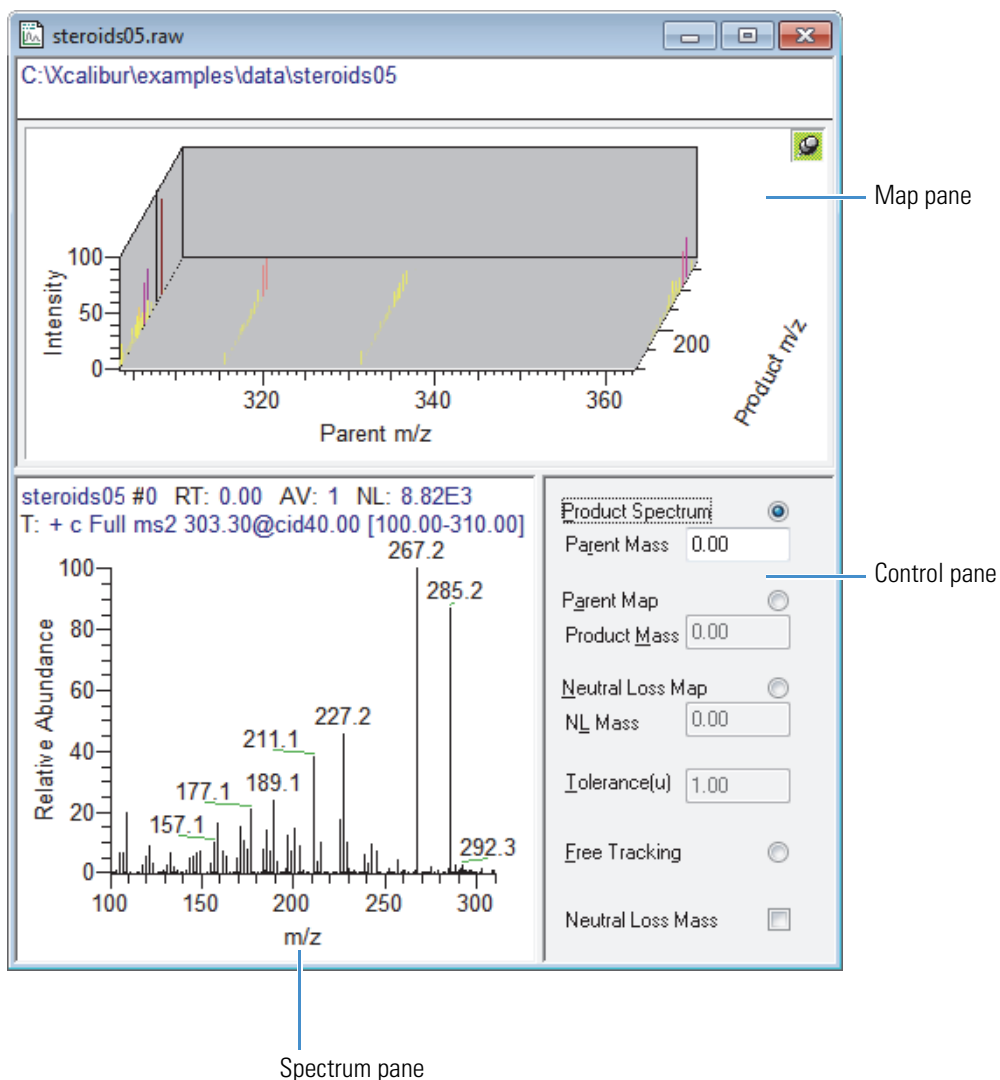 steroids05.raw
C:\Xcalibur\examples\data\steroids05
Map pane
100
50
0
Intensity
320 340 360
Parent m/z
200
Product m/z
steroids05 #0 RT: 0.00 AV: 1 NL: 8.82E3
T: + c Full ms2 303.30@cid40.00 [100.00-310.00]
267.2
285.2
227.2
211.1
189.1
177.1
157.1
292.3
100
80
60
40
20
0
Relative Abundance
100 150 200 250 300
m/z
Product Spectrum
Parent Mass 0.00
Parent Map
Product Mass 0.00
Neutral Loss Map
NL Mass 0.00
Tolerance(u) 1.00
Free Tracking
Neutral Loss Mass
Control pane
Spectrum pane